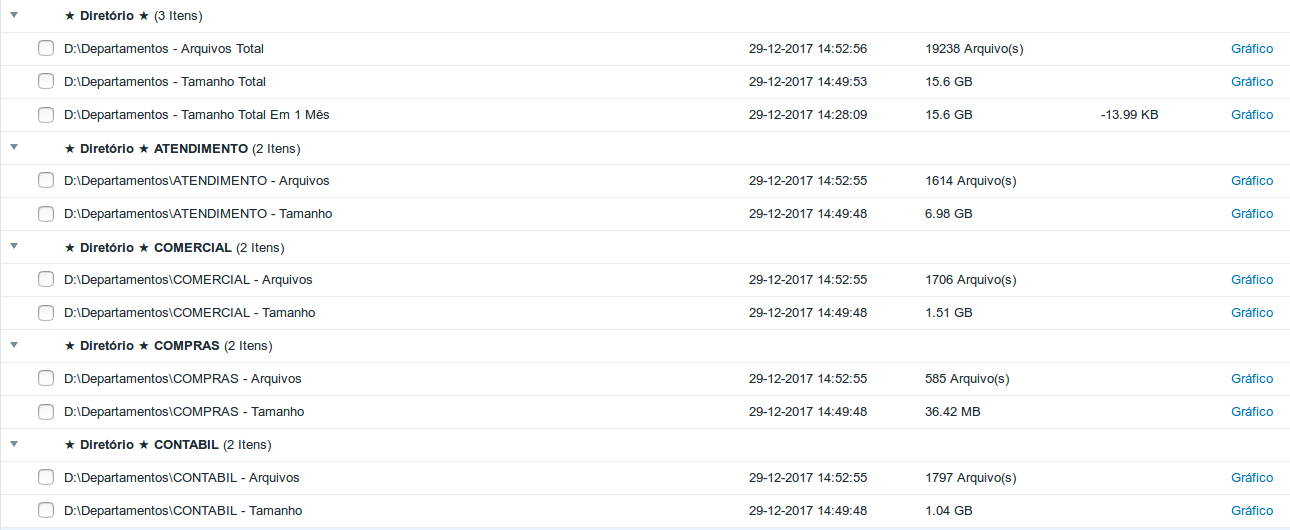 ★ Diretório ★ (3 Itens)
D:\Departamentos - Arquivos Total 29-12-2017 14:52:56 19238 Arquivo(s) Gráfico
D:\Departamentos - Tamanho Total 29-12-2017 14:49:53 15.6 GB Gráfico
D:\Departamentos - Tamanho Total Em 1 Mês 29-12-2017 14:28:09 15.6 GB -13.99 KB Gráfico
★ Diretório ★ ATENDIMENTO (2 Itens)
D:\Departamentos\ATENDIMENTO - Arquivos 29-12-2017 14:52:55 1614 Arquivo(s) Gráfico
D:\Departamentos\ATENDIMENTO - Tamanho 29-12-2017 14:49:48 6.98 GB Gráfico
★ Diretório ★ COMERCIAL (2 Itens)
D:\Departamentos\COMERCIAL - Arquivos 29-12-2017 14:52:55 1706 Arquivo(s) Gráfico
D:\Departamentos\COMERCIAL - Tamanho 29-12-2017 14:49:48 1.51 GB Gráfico
★ Diretório ★ COMPRAS (2 Itens)
D:\Departamentos\COMPRAS - Arquivos 29-12-2017 14:52:55 585 Arquivo(s) Gráfico
D:\Departamentos\COMPRAS - Tamanho 29-12-2017 14:49:48 36.42 MB Gráfico
★ Diretório ★ CONTABIL (2 Itens)
D:\Departamentos\CONTABIL - Arquivos 29-12-2017 14:52:55 1797 Arquivo(s) Gráfico
D:\Departamentos\CONTABIL - Tamanho 29-12-2017 14:49:48 1.04 GB Gráfico